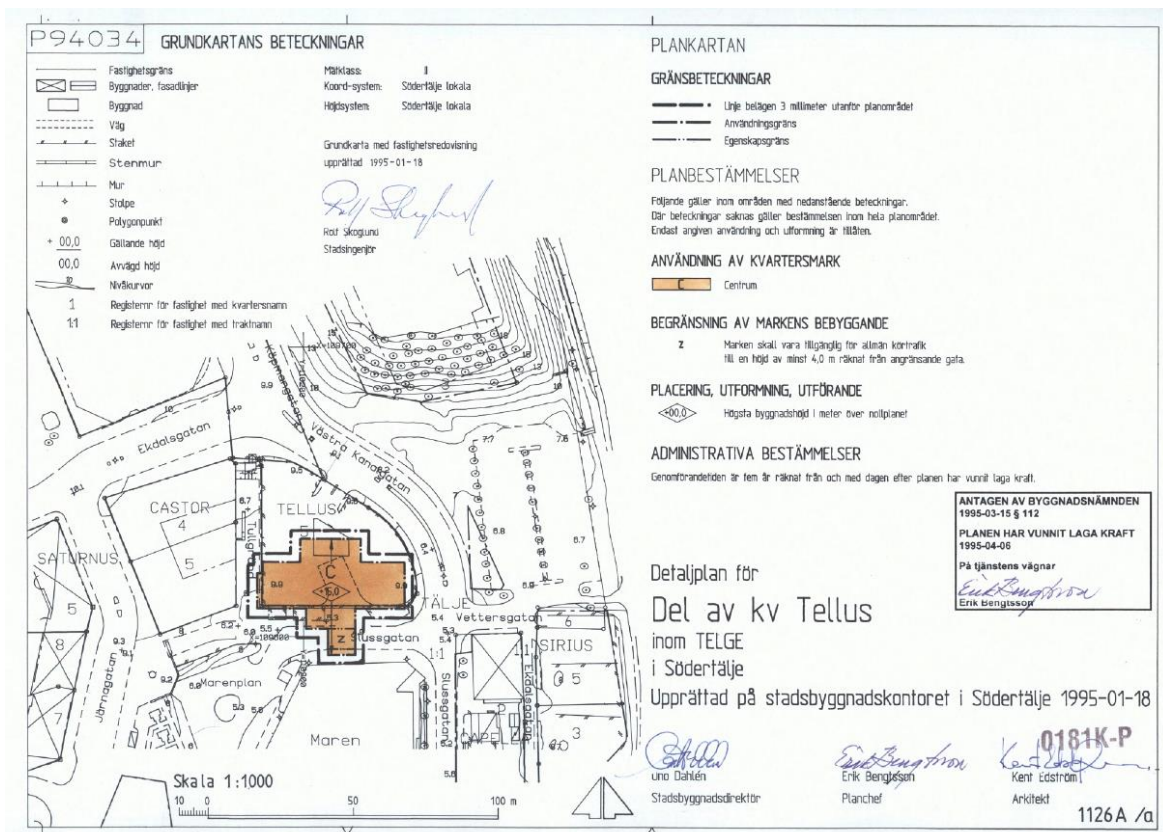 P94034
GRUNDKARTANS BETECKNINGAR
Fastighetsgräns
Byggnader, fasadlinjer
Byggnad
Väg
Staket
Stenmur
Mur
Stolpe
Polygonpunkt
+ 00,0 Gällande höjd
00,0 Avvägd höjd
Nivåkurvor
1 Registernr för fastighet med kvartersnamn
1:1 Registernr för fastighet med traktnamn
Mätklass: II
Koord-system: Södertälje lokala
Höjdsystem: Södertälje lokala
Grundkarta med fastighetsredovisning
upprättad 1995-01-18
Rolf Skoglund
Stadsingenjör
PLANKARTAN
GRÄNSBETECKNINGAR
Linje belägen 3 millimeter utanför planområdet
Användningsgräns
Egenskapsgräns
PLANBESTÄMMELSER
Följande gäller inom områden med nedanstående beteckningar.
Där beteckningar saknas gäller bestämmelsen inom hela planområdet.
Endast angiven användning och utformning är tillåten.
ANVÄNDNING AV KVARTERSMARK
C Centrum
BEGRÄNSNING AV MARKENS BEBYGGANDE
z Marken skall vara tillgänglig för allmän körtrafik
till en höjd av minst 4,0 m räknat från angränsande gata.
PLACERING, UTFORMNING, UTFÖRANDE
+00,0 Högsta byggnadshöjd i meter över nollplanet
ADMINISTRATIVA BESTÄMMELSER
Genomförandetiden är fem år räknat från och med dagen efter planen har vunnit laga kraft.
ANTAGEN AV BYGGNADSNÄMNDEN
1995-03-15 § 112
PLANEN HAR VUNNIT LAGA KRAFT
1995-04-06
På tjänstens vägnar
Erik Bengtsson
Detaljplan för
Del av kv Tellus
inom TELGE
i Södertälje
Upprättad på stadsbyggnadskontoret i Södertälje 1995-01-18
0181K-P
Uno Dahlén
Stadsbyggnadsdirektör
Erik Bengtsson
Planchef
Kent Edström
Arkitekt
1126A /a
Köpmangatan
Ekdalsgatan
Västra Kanalgatan
CASTOR
4
5
TELLUS
5
SATURNUS
5
8
7
C
z
TÄLJE
1:1
Vettersgatan
Slussgatan
SIRIUS
6
5
3
Järnagatan
Marenplan
Maren
Slussgatan
Ekdalsgatan
CAPELLA
Skala 1:1000
10 0 50 100 m